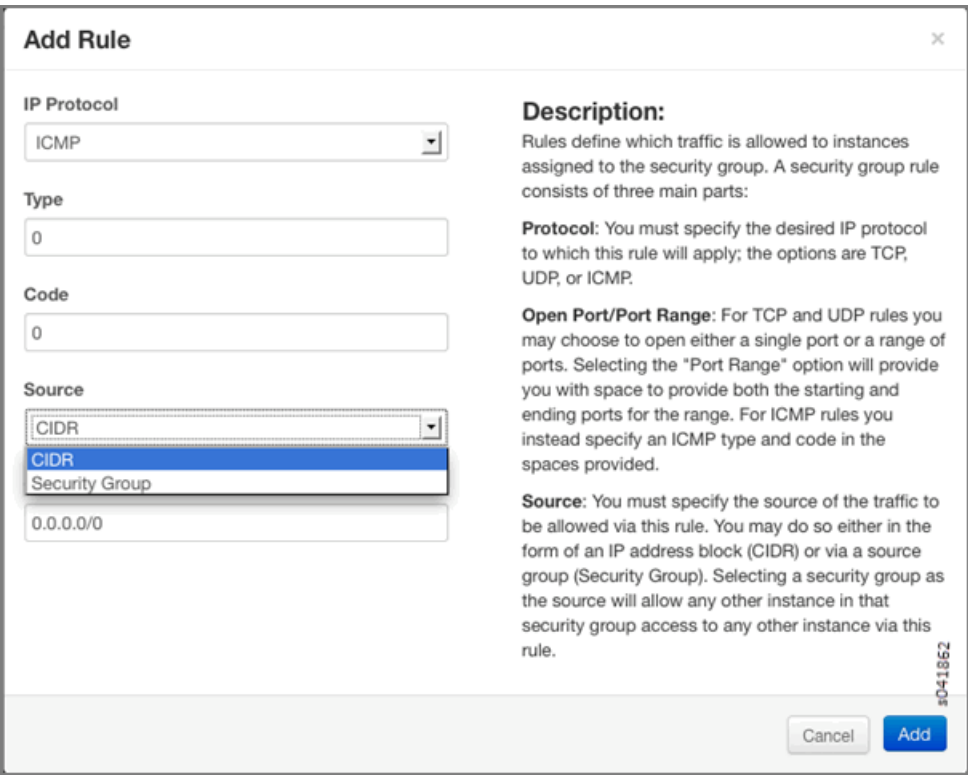 Add Rule
×
IP Protocol
ICMP
Type
0
Code
0
Source
CIDR
CIDR
Security Group
0.0.0.0/0
Description:
Rules define which traffic is allowed to instances
assigned to the security group. A security group rule
consists of three main parts:
Protocol: You must specify the desired IP protocol
to which this rule will apply; the options are TCP,
UDP, or ICMP.
Open Port/Port Range: For TCP and UDP rules you
may choose to open either a single port or a range of
ports. Selecting the "Port Range" option will provide
you with space to provide both the starting and
ending ports for the range. For ICMP rules you
instead specify an ICMP type and code in the
spaces provided.
Source: You must specify the source of the traffic to
be allowed via this rule. You may do so either in the
form of an IP address block (CIDR) or via a source
group (Security Group). Selecting a security group as
the source will allow any other instance in that
security group access to any other instance via this
rule.
s041862
Cancel
Add